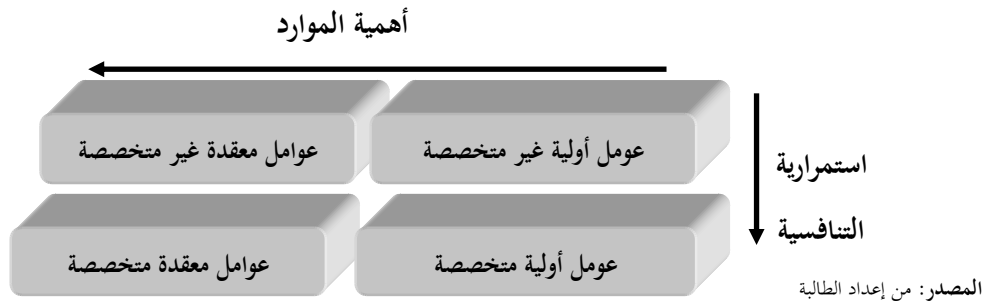 أهمية الموارد
عومل أولية غير متخصصة
عوامل معقدة غير متخصصة
استمرارية
التنافسية
عومل أولية متخصصة
عوامل معقدة متخصصة
المصدر: من إعداد الطالبة